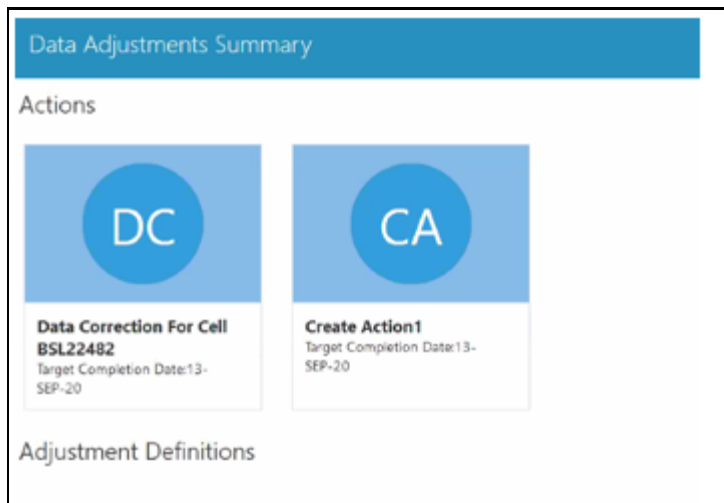 Data Adjustments Summary
Actions
DC
Data Correction For Cell
BSL22482
Target Completion Date:13-
SEP-20
CA
Create Action1
Target Completion Date:13-
SEP-20
Adjustment Definitions